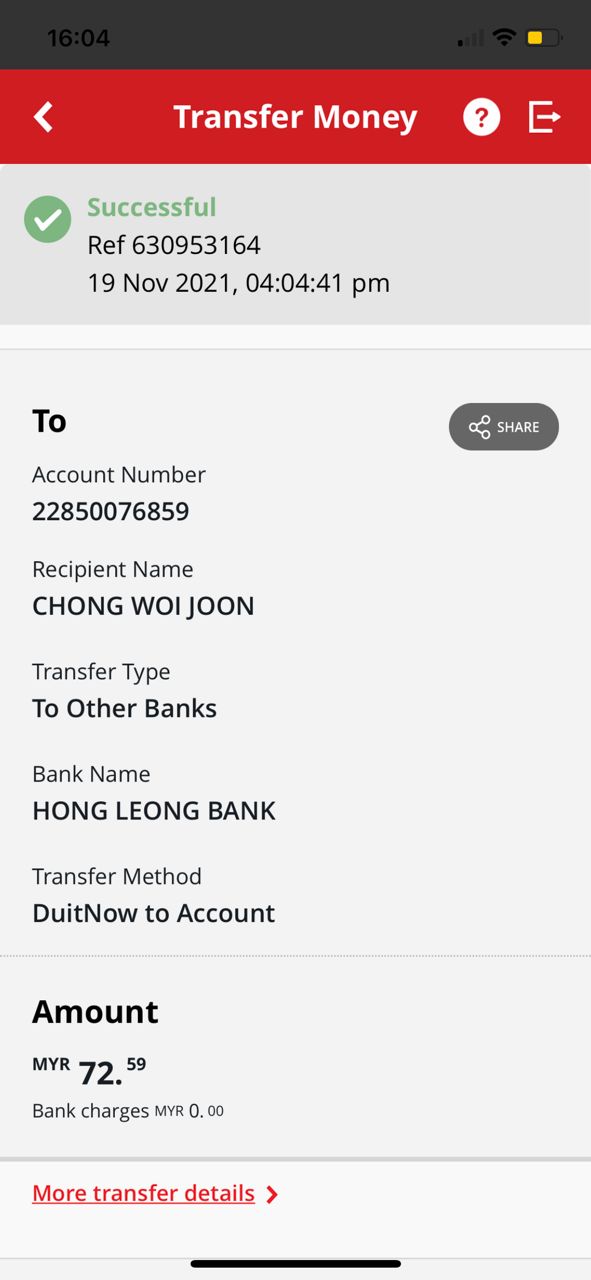 16:04
Transfer Money
?
Successful
Ref 630953164
19 Nov 2021, 04:04:41 pm
To
SHARE
Account Number
22850076859
Recipient Name
CHONG WOI JOON
Transfer Type
To Other Banks
Bank Name
HONG LEONG BANK
Transfer Method
DuitNow to Account
Amount
MYR 72.59
Bank charges MYR 0.00
More transfer details